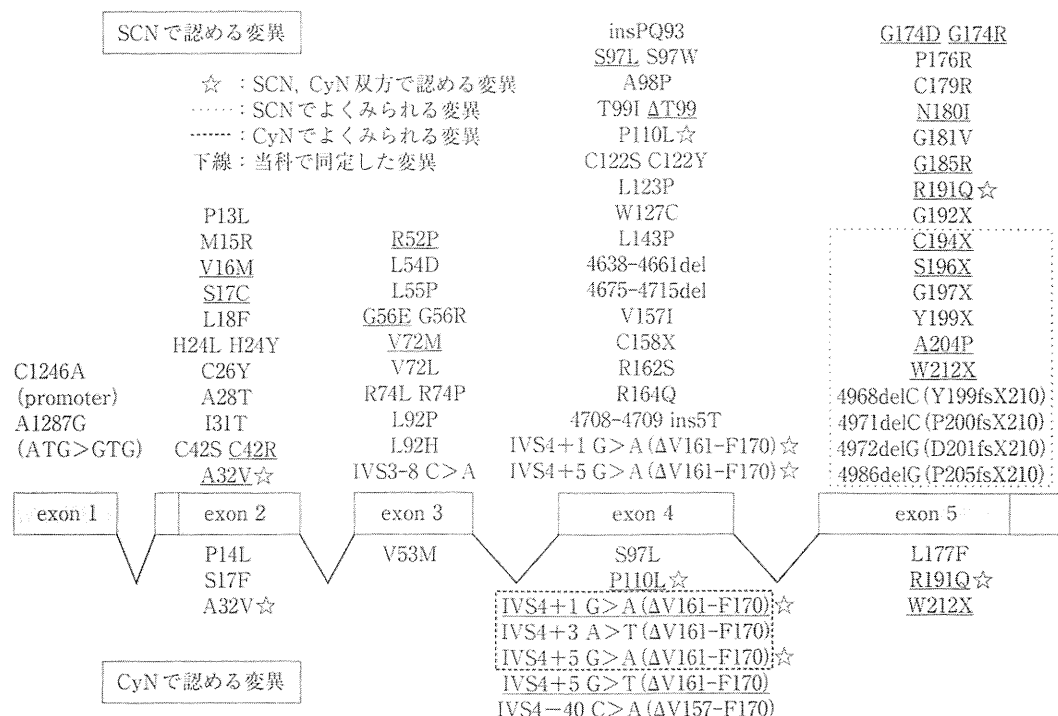 SCNで認める変異
☆ : SCN, CyN双方で認める変異
…… : SCNでよくみられる変異
------ : CyNでよくみられる変異
下線 : 当科で同定した変異
C1246A
(promoter)
A1287G
(ATG>GTG)
P13L
M15R
V16M
S17C
L18F
H24L H24Y
C26Y
A28T
I31T
C42S C42R
A32V☆
R52P
L54D
L55P
G56E G56R
V72M
V72L
R74L R74P
L92P
L92H
IVS3-8 C>A
insPQ93
S97L S97W
A98P
T99I ΔT99
P110L☆
C122S C122Y
L123P
W127C
L143P
4638-4661del
4675-4715del
V157I
C158X
R162S
R164Q
4708-4709 ins5T
IVS4+1 G>A(ΔV161-F170)☆
IVS4+5 G>A(ΔV161-F170)☆
G174D G174R
P176R
C179R
N180I
G181V
G185R
R191Q☆
G192X
C194X
S196X
G197X
Y199X
A204P
W212X
4968delC(Y199fsX210)
4971delC(P200fsX210)
4972delG(D201fsX210)
4986delG(P205fsX210)
exon 1
exon 2
exon 3
exon 4
exon 5
P14L
S17F
A32V☆
V53M
S97L
P110L☆
IVS4+1 G>A(ΔV161-F170)☆
IVS4+3 A>T(ΔV161-F170)
IVS4+5 G>A(ΔV161-F170)☆
IVS4+5 G>T(ΔV161-F170)
IVS4-40 C>A(ΔV157-F170)
L177F
R191Q☆
W212X
CyNで認める変異